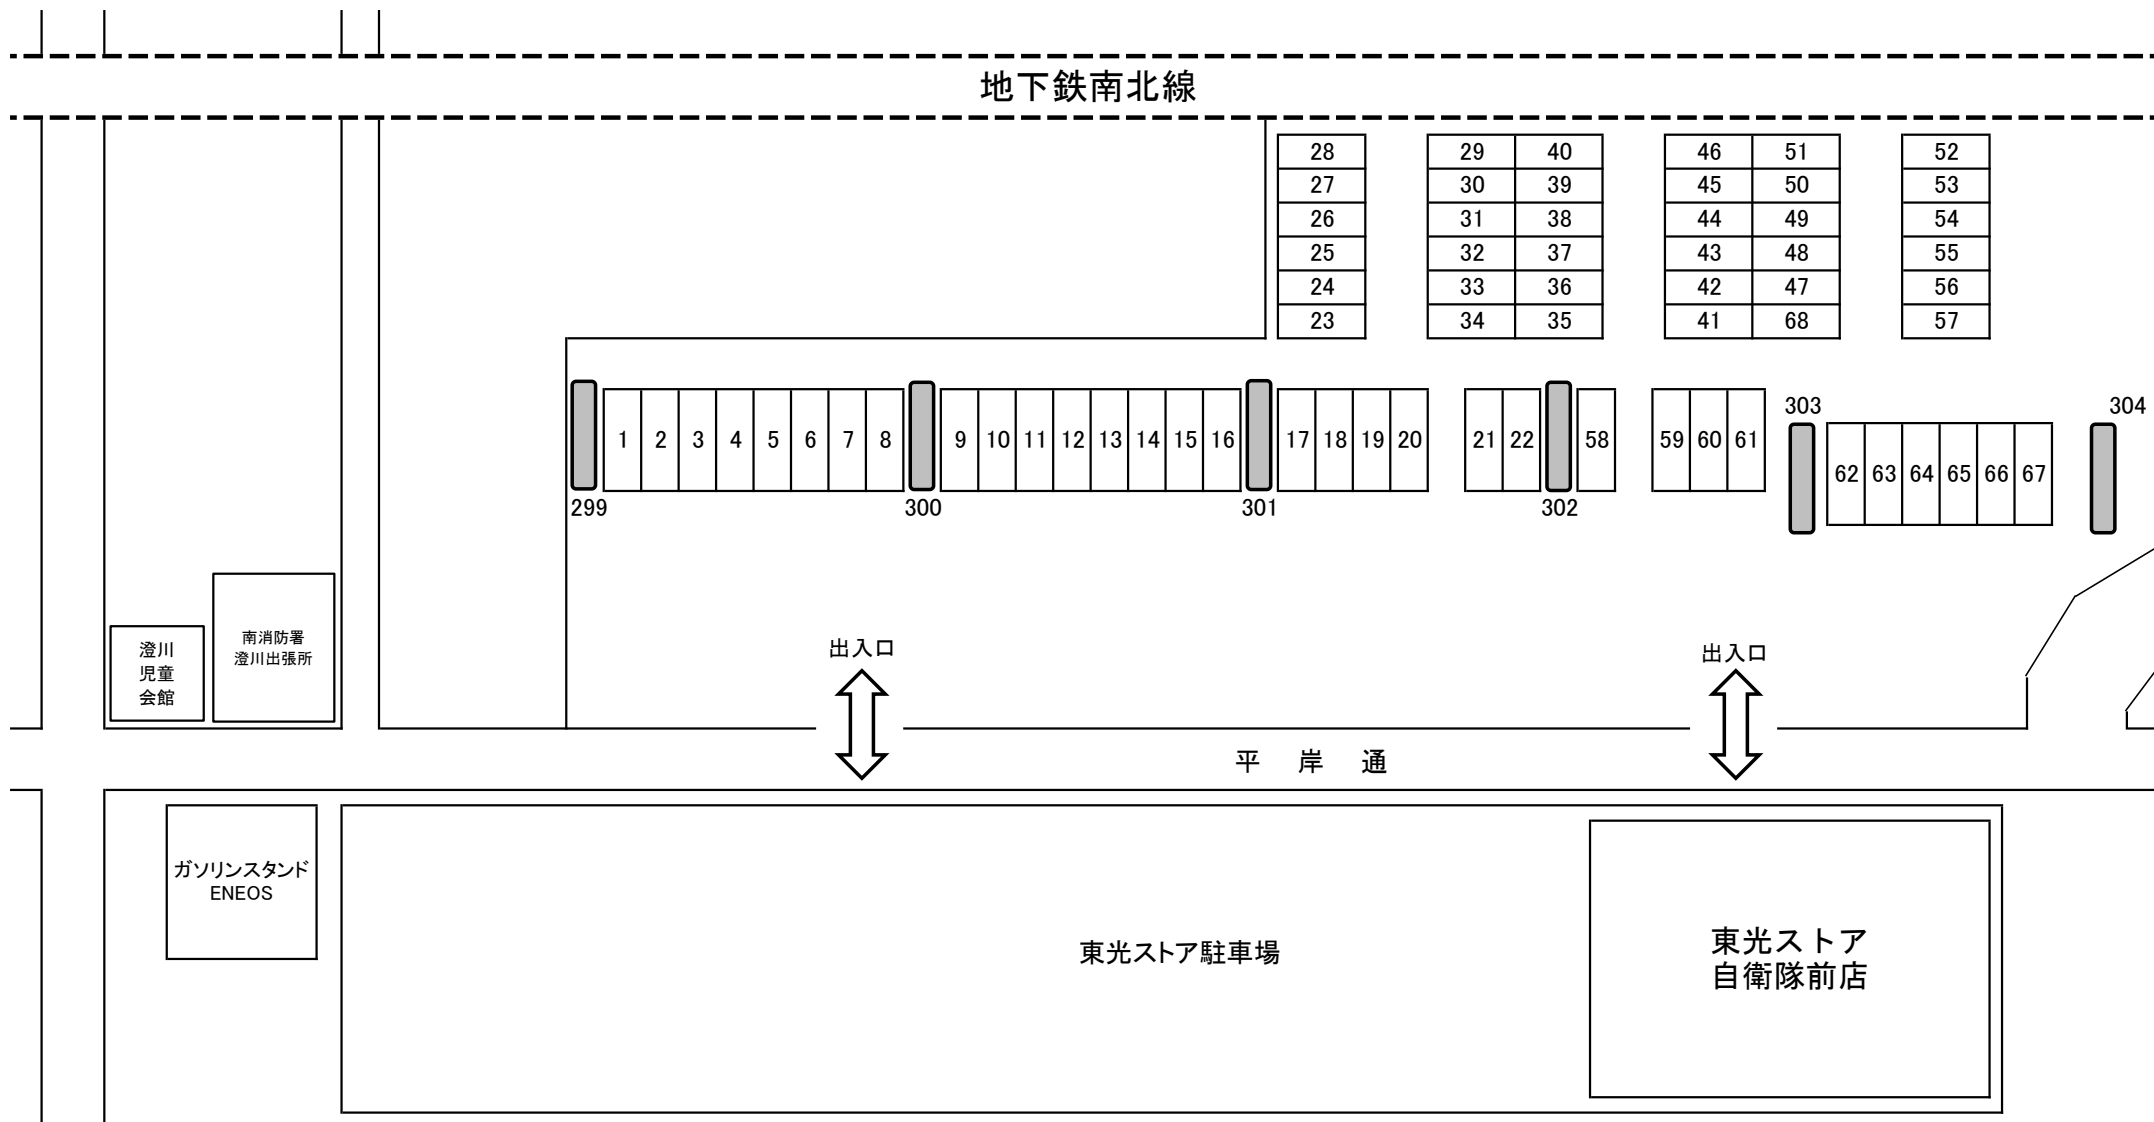 地下鉄南北線
28 29 40 46 51 52
27 30 39 45 50 53
26 31 38 44 49 54
25 32 37 43 48 55
24 33 36 42 47 56
23 34 35 41 68 57
303 304
1 2 3 4 5 6 7 8 9 10 11 12 13 14 15 16 17 18 19 20 21 22 58 59 60 61
62 63 64 65 66 67
299 300 301 302
南消防署
澄川出張所
澄川
児童
会館
出入口
出入口
平岸通
ガソリンスタンド
ENEOS
東光ストア駐車場
東光ストア
自衛隊前店